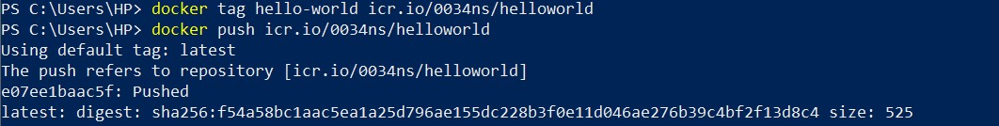 PS C:\Users\HP> docker tag hello-world icr.io/0034ns/helloworld
PS C:\Users\HP> docker push icr.io/0034ns/helloworld
Using default tag: latest
The push refers to repository [icr.io/0034ns/helloworld]
e07ee1baac5f: Pushed
latest: digest: sha256:f54a58bc1aac5ea1a25d796ae155dc228b3f0e11d046ae276b39c4bf2f13d8c4 size: 525